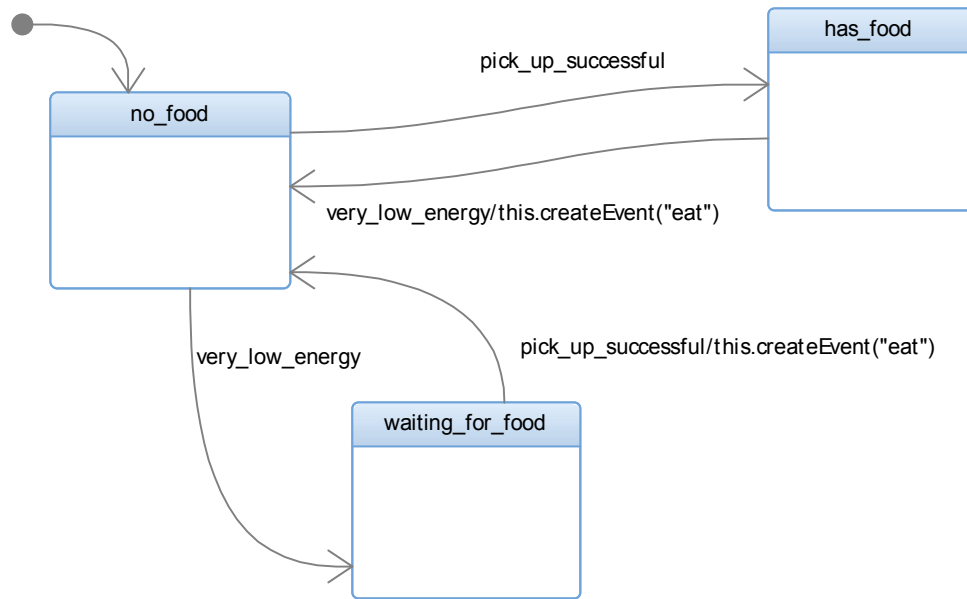 has_food
pick_up_successful
no_food
very_low_energy/this.createEvent("eat")
very_low_energy
pick_up_successful/this.createEvent("eat")
waiting_for_food